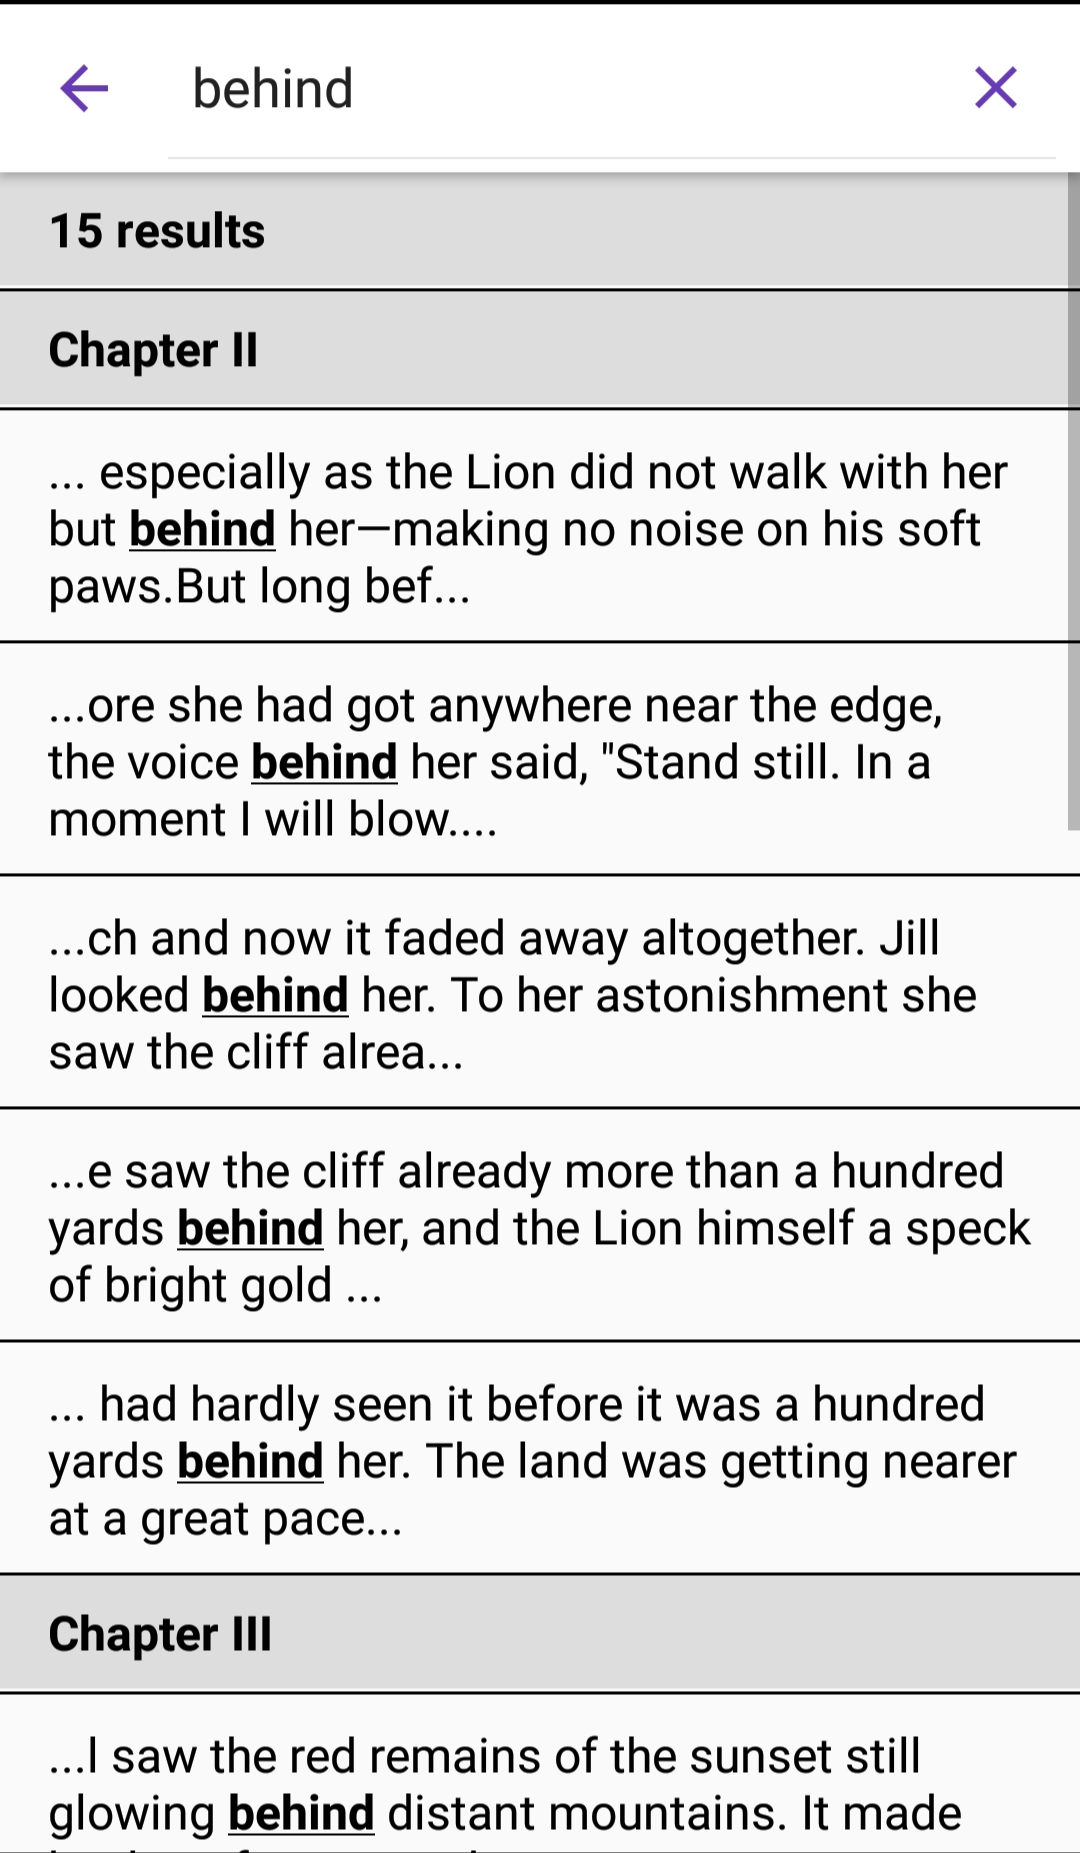 behind
15 results
Chapter II
... especially as the Lion did not walk with her
but behind her—making no noise on his soft
paws.But long bef...
...ore she had got anywhere near the edge,
the voice behind her said, "Stand still. In a
moment I will blow....
...ch and now it faded away altogether. Jill
looked behind her. To her astonishment she
saw the cliff alrea...
...e saw the cliff already more than a hundred
yards behind her, and the Lion himself a speck
of bright gold ...
... had hardly seen it before it was a hundred
yards behind her. The land was getting nearer
at a great pace...
Chapter III
...l saw the red remains of the sunset still
glowing behind distant mountains. It made